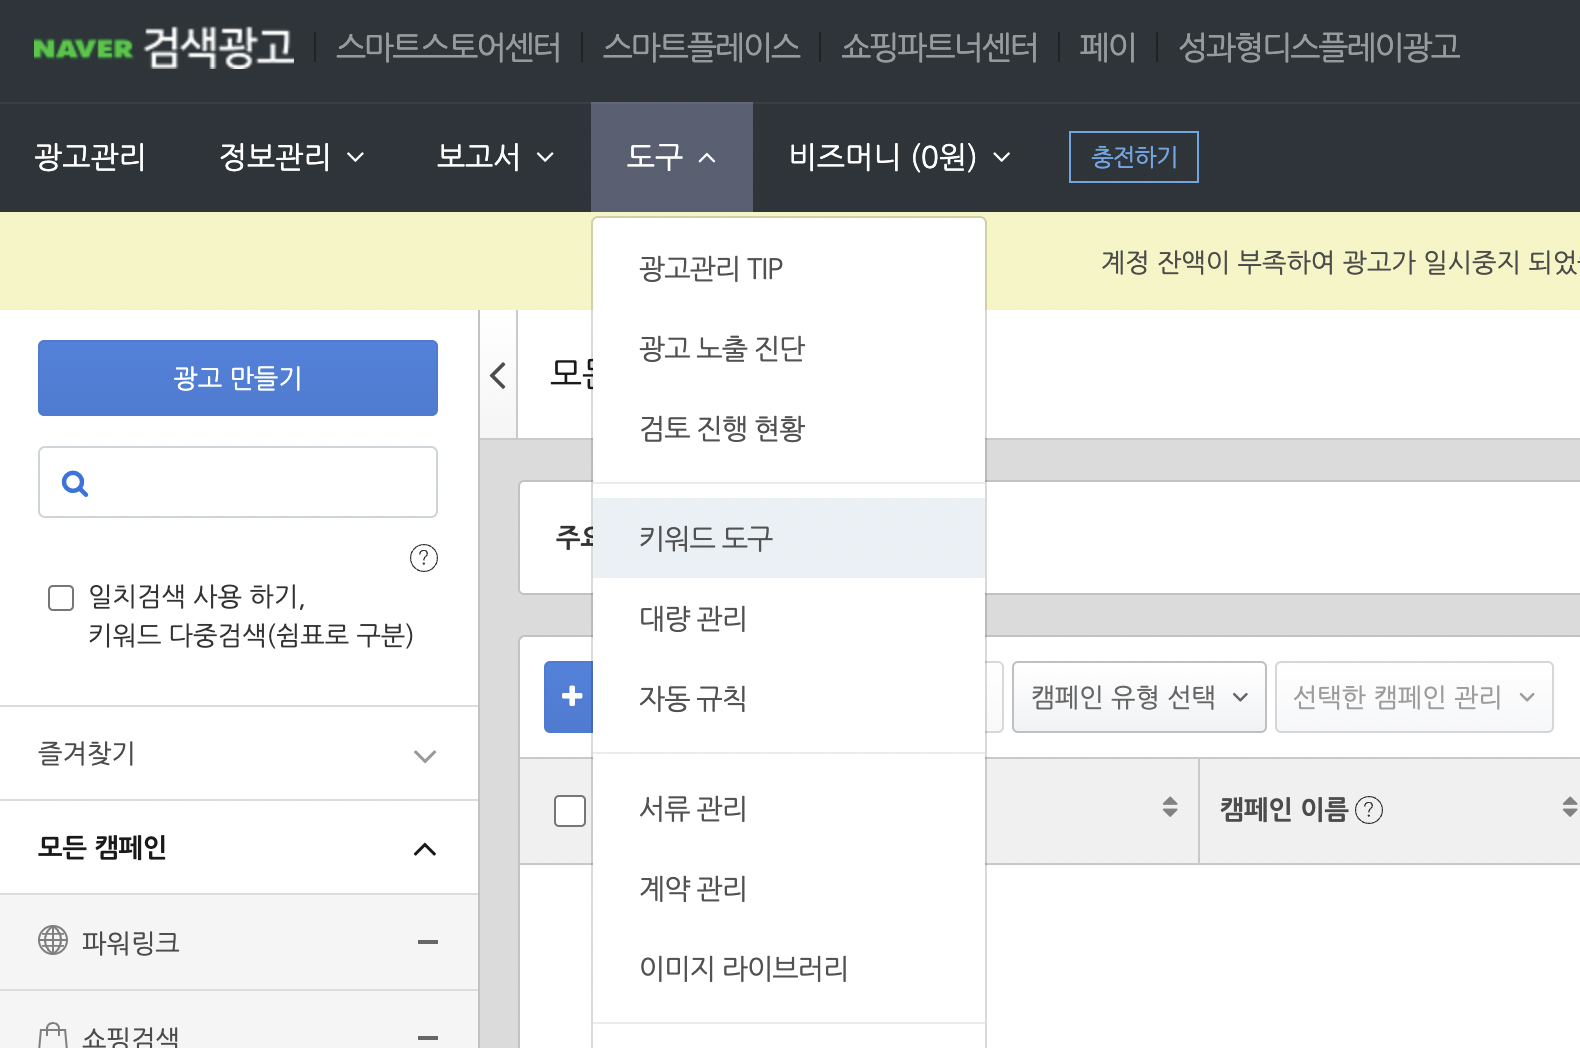 NAVER 검색광고 스마트스토어센터 스마트플레이스 쇼핑파트너센터 페이 성과형디스플레이광고
광고관리 정보관리 보고서 도구 비즈머니 (0원) 충전하기
계정 잔액이 부족하여 광고가 일시중지 되었
광고관리 TIP
광고 노출 진단
검토 진행 현황
키워드 도구
대량 관리
자동 규칙
서류 관리
계약 관리
이미지 라이브러리
광고 만들기
?
일치검색 사용 하기,
키워드 다중검색(쉼표로 구분)
즐겨찾기
모든 캠페인
파워링크
쇼핑검색
모든
주요
+ 캠페인 유형 선택 선택한 캠페인 관리
캠페인 이름 ?